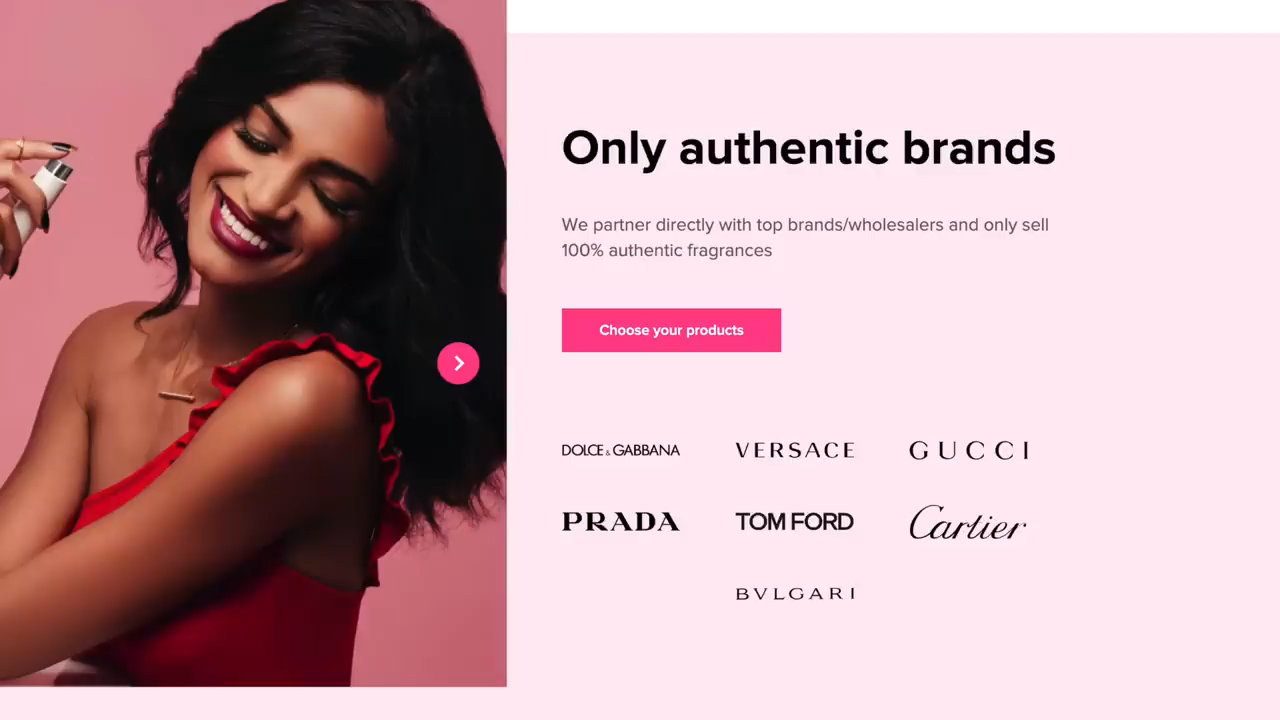 Only authentic brands
We partner directly with top brands/wholesalers and only sell
100% authentic fragrances
Choose your products
DOLCE & GABBANA VERSACE GUCCI
PRADA TOM FORD Cartier
BVLGARI